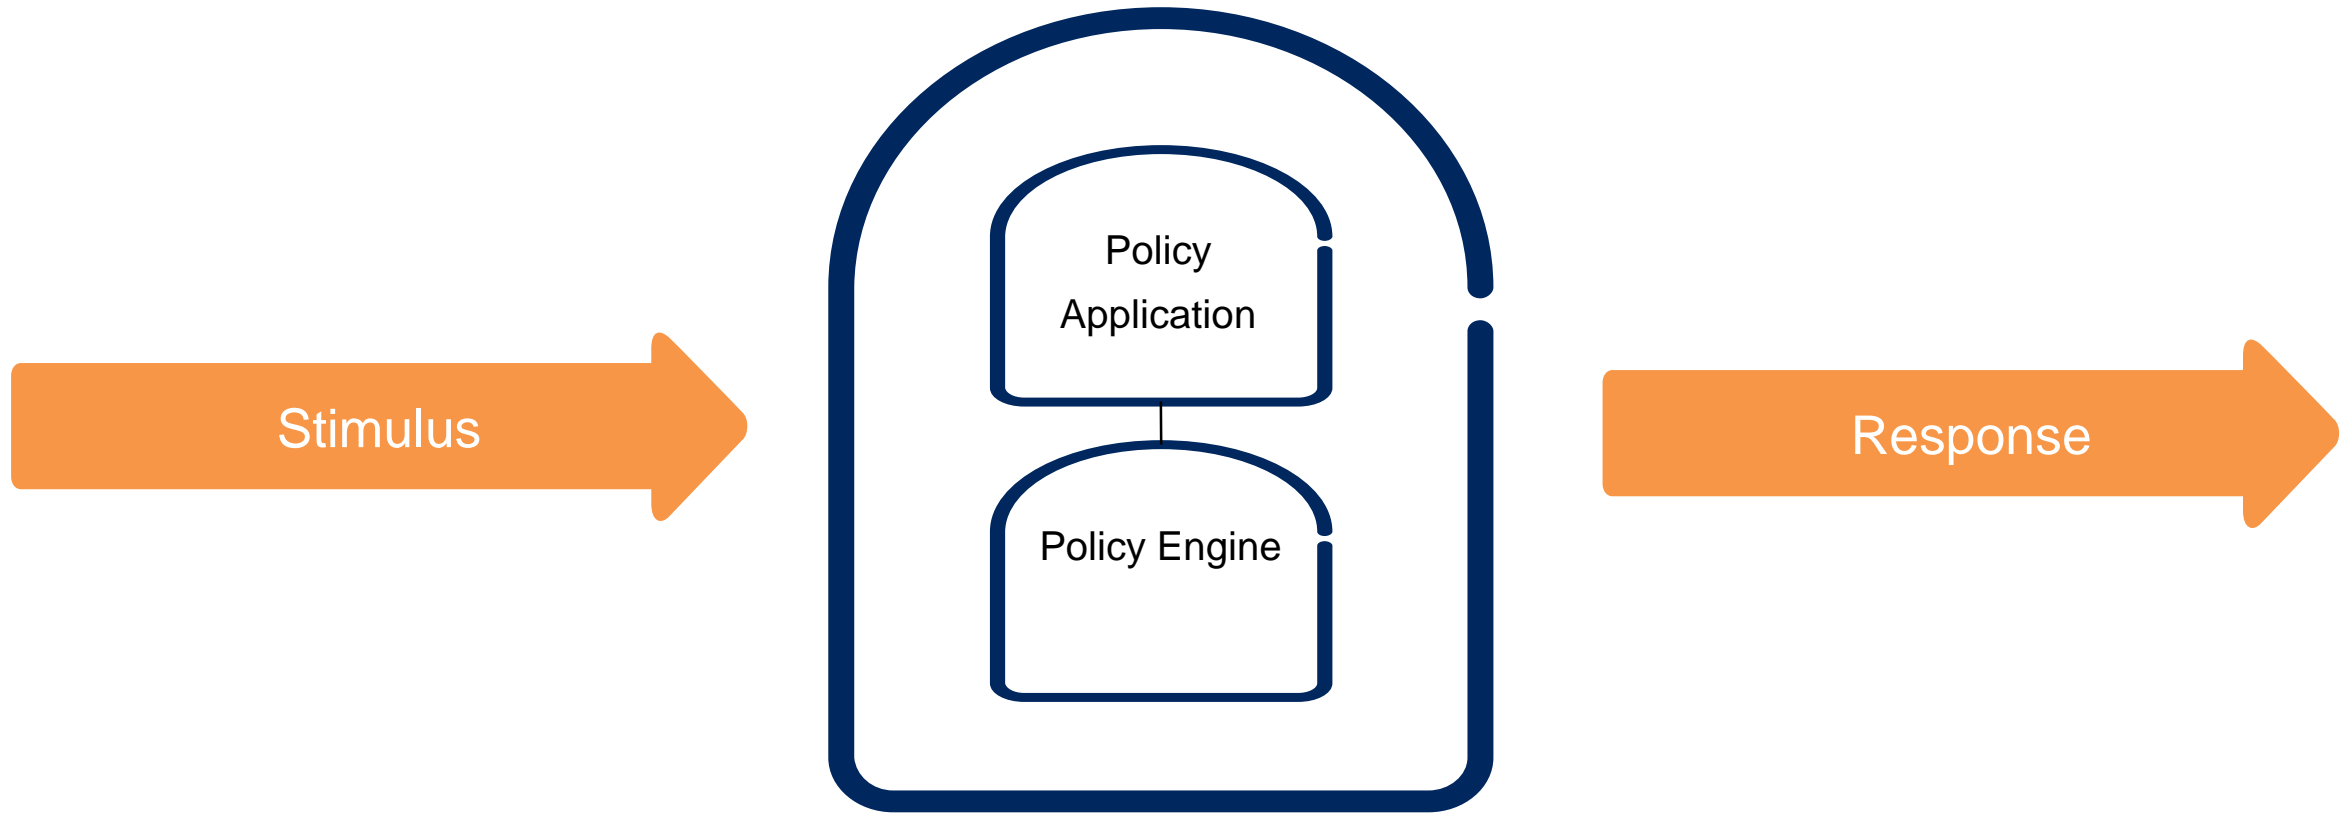 Stimulus
Policy
Application
Policy Engine
Response